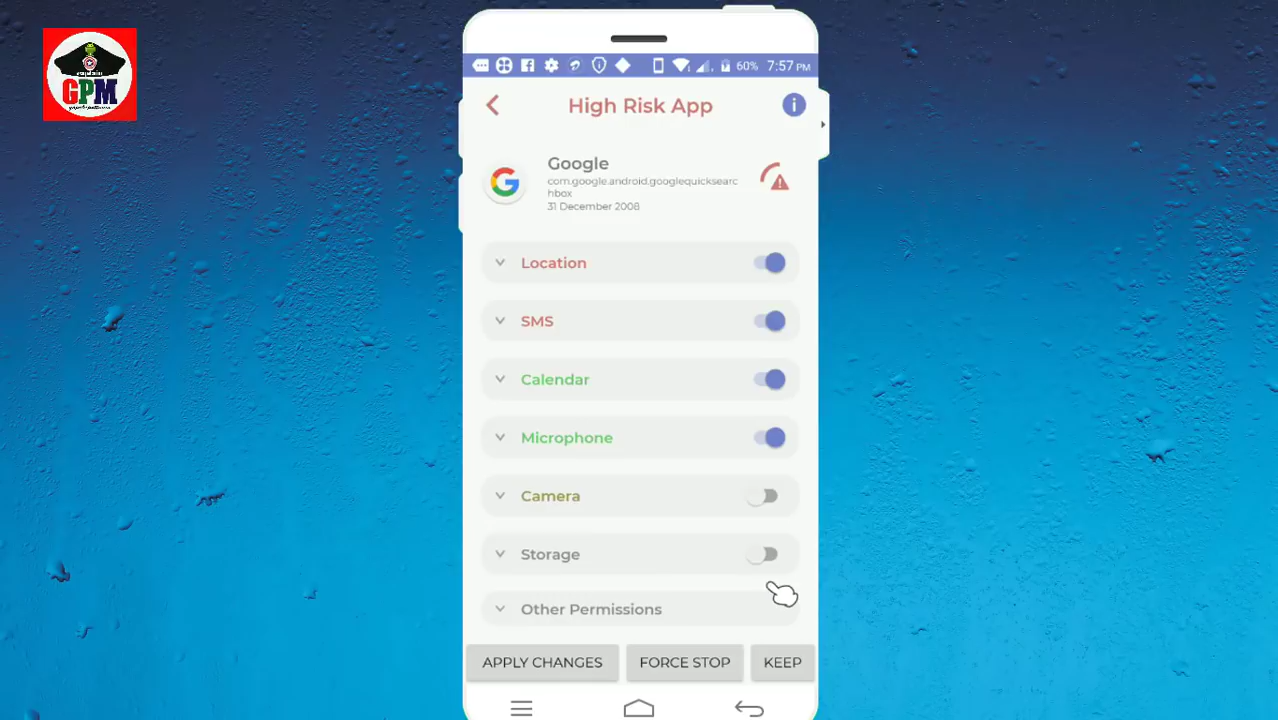 GPM
60% 7:57 PM
High Risk App
i
Google
com.google.android.googlequicksearc
hbox
31 December 2008
Location
SMS
Calendar
Microphone
Camera
Storage
Other Permissions
APPLY CHANGES FORCE STOP KEEP